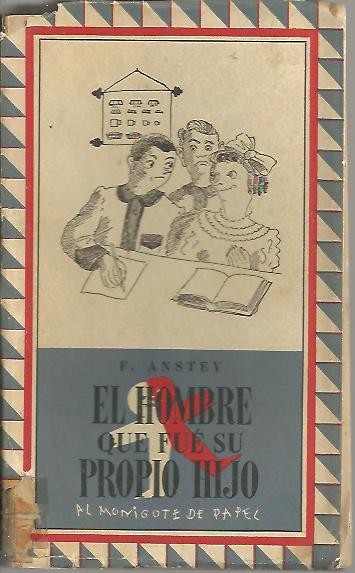 F. ANSTEY
EL HOMBRE
QUE FUÉ SU
PROPIO HIJO
AL MONIGOTE DE PAPEL